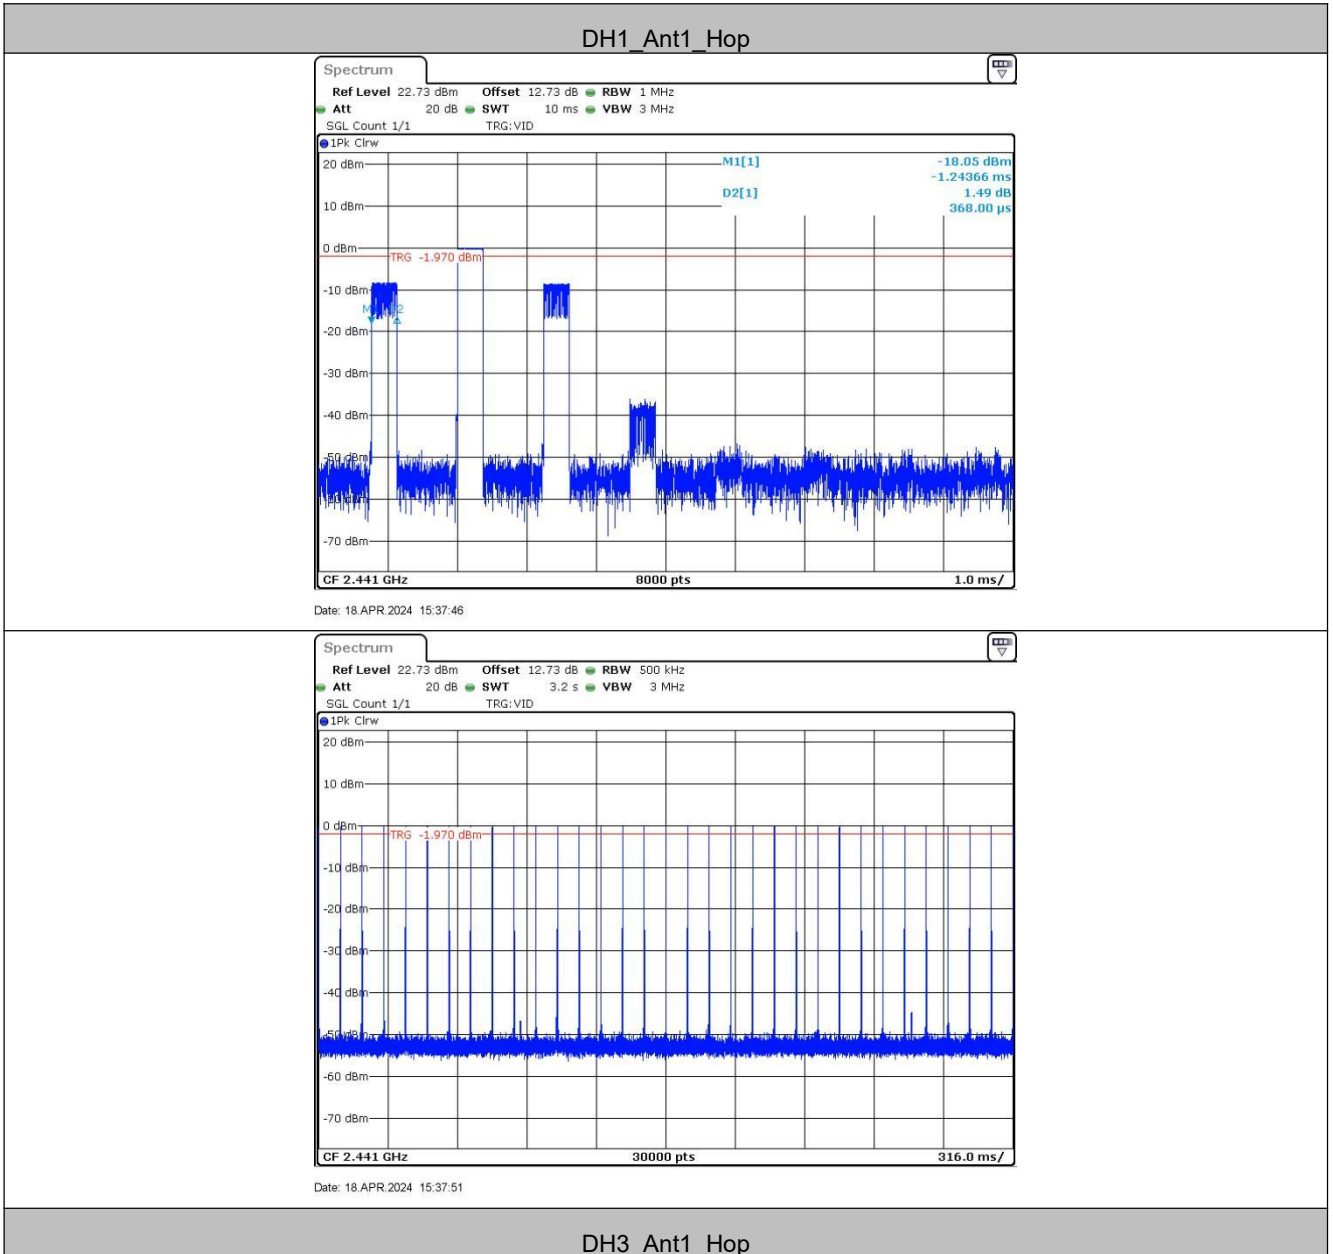 DH1_Ant1_Hop
Spectrum
Ref Level 22.73 dBm Offset 12.73 dB RBW 1 MHz
Att 20 dB SWT 10 ms VBW 3 MHz
SGL Count 1/1 TRG:VID
1Pk Clrw
20 dBm
M1[1] -18.05 dBm
-1.24366 ms
D2[1] 1.49 dB
10 dBm
368.00 µs
0 dBm
TRG -1.970 dBm
-10 dBm
-20 dBm
-30 dBm
-40 dBm
-50 dBm
-70 dBm
CF 2.441 GHz 8000 pts 1.0 ms/
Date: 18.APR.2024 15:37:46
Spectrum
Ref Level 22.73 dBm Offset 12.73 dB RBW 500 kHz
Att 20 dB SWT 3.2 s VBW 3 MHz
SGL Count 1/1 TRG:VID
1Pk Clrw
20 dBm
10 dBm
0 dBm
TRG -1.970 dBm
-10 dBm
-20 dBm
-30 dBm
-40 dBm
-50 dBm
-60 dBm
-70 dBm
CF 2.441 GHz 30000 pts 316.0 ms/
Date: 18.APR.2024 15:37:51
DH3_Ant1_Hop